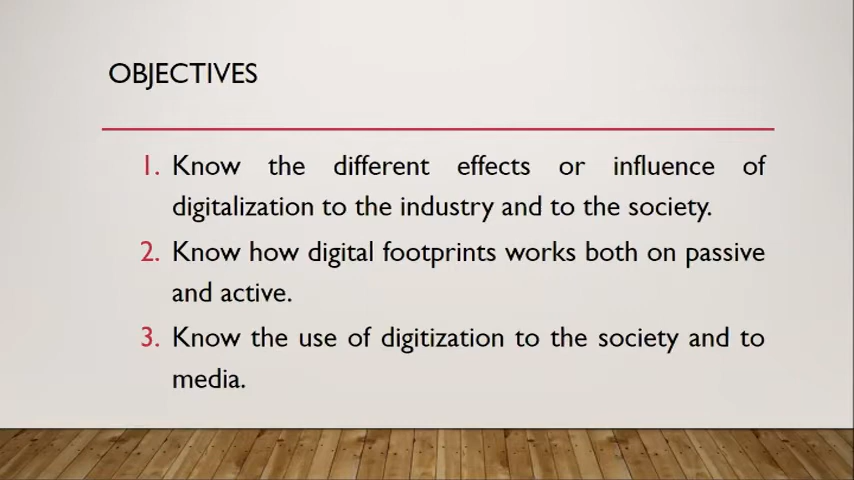 OBJECTIVES
1. Know the different effects or influence of
digitalization to the industry and to the society.
2. Know how digital footprints works both on passive
and active.
3. Know the use of digitization to the society and to
media.